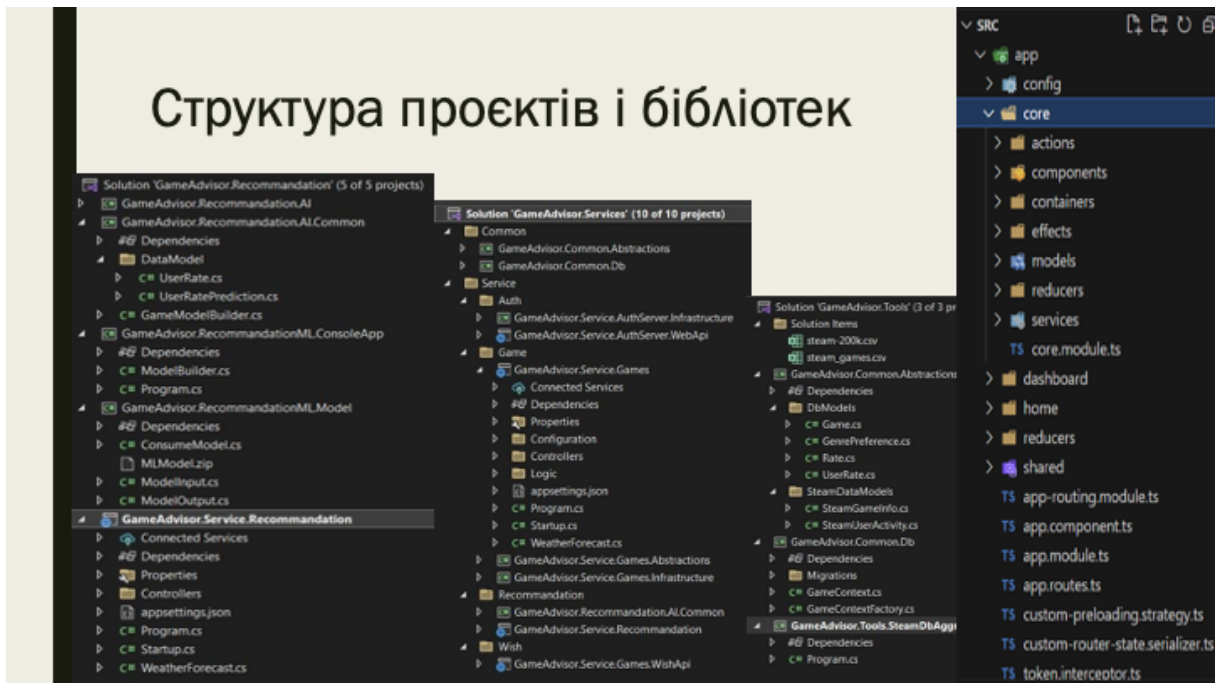 Структура проєктів і бібліотек
Solution 'GameAdvisor.Recommandation' (5 of 5 projects)
GameAdvisor.Recommandation.AI
GameAdvisor.Recommandation.AI.Common
Dependencies
DataModel
C# UserRate.cs
C# UserRatePrediction.cs
C# GameModelBuilder.cs
GameAdvisor.RecommandationML.ConsoleApp
Dependencies
C# ModelBuilder.cs
C# Program.cs
GameAdvisor.RecommandationML.Model
Dependencies
C# ConsumeModel.cs
MLModel.zip
C# ModelInput.cs
C# ModelOutput.cs
GameAdvisor.Service.Recommandation
Connected Services
Dependencies
Properties
Controllers
appsettings.json
C# Program.cs
C# Startup.cs
C# WeatherForecast.cs
Solution 'GameAdvisor.Services' (10 of 10 projects)
Common
GameAdvisor.Common.Abstractions
GameAdvisor.Common.Db
Service
Auth
GameAdvisor.Service.AuthServer.Infrastructure
GameAdvisor.Service.AuthServer.WebApi
Game
GameAdvisor.Service.Games
Connected Services
Dependencies
Properties
Configuration
Controllers
Logic
appsettings.json
C# Program.cs
C# Startup.cs
C# WeatherForecast.cs
GameAdvisor.Service.Games.Abstractions
GameAdvisor.Service.Games.Infrastructure
Recommandation
GameAdvisor.Recommandation.AI.Common
GameAdvisor.Service.Recommandation
Wish
GameAdvisor.Service.Games.WishApi
Solution 'GameAdvisor.Tools' (3 of 3 pr
Solution Items
steam-200k.csv
steam_games.csv
GameAdvisor.Common.Abstractions
Dependencies
DbModels
C# Game.cs
C# GenrePreference.cs
C# Rate.cs
C# UserRate.cs
SteamDataModels
C# SteamGameInfo.cs
C# SteamUserActivity.cs
GameAdvisor.Common.Db
Dependencies
Migrations
C# GameContext.cs
C# GameContextFactory.cs
GameAdvisor.Tools.SteamDbAggr
Dependencies
C# Program.cs
SRC
app
config
core
actions
components
containers
effects
models
reducers
services
TS core.module.ts
dashboard
home
reducers
shared
TS app-routing.module.ts
TS app.component.ts
TS app.module.ts
TS app.routes.ts
TS custom-preloading.strategy.ts
TS custom-router-state.serializer.ts
TS token.interceptor.ts